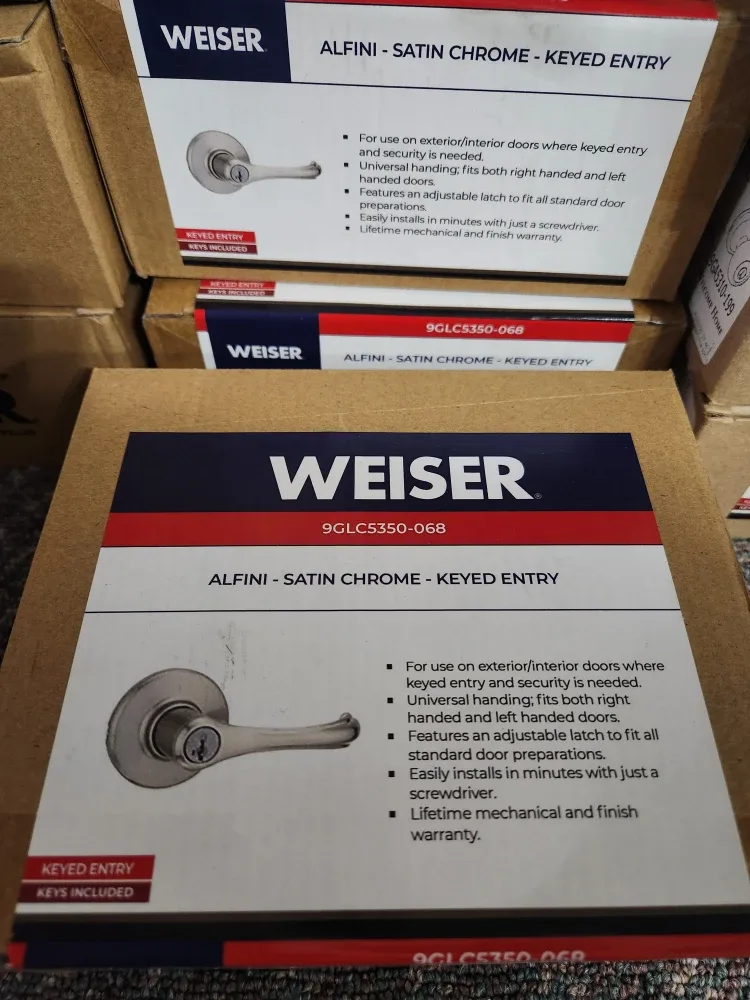 WEISER
ALFINI - SATIN CHROME - KEYED ENTRY
▪ For use on exterior/interior doors where keyed entry
and security is needed.
▪ Universal handing; fits both right handed and left
handed doors.
▪ Features an adjustable latch to fit all standard door
preparations.
▪ Easily installs in minutes with just a screwdriver.
▪ Lifetime mechanical and finish warranty.
KEYED ENTRY
KEYS INCLUDED
KEYED ENTRY
KEYS INCLUDED
9GLC5350-068
WEISER
ALFINI - SATIN CHROME - KEYED ENTRY
WEISER
9GLC5350-068
ALFINI - SATIN CHROME - KEYED ENTRY
▪ For use on exterior/interior doors where
keyed entry and security is needed.
▪ Universal handing; fits both right
handed and left handed doors.
▪ Features an adjustable latch to fit all
standard door preparations.
▪ Easily installs in minutes with just a
screwdriver.
▪ Lifetime mechanical and finish
warranty.
KEYED ENTRY
KEYS INCLUDED
9GLC5350-068